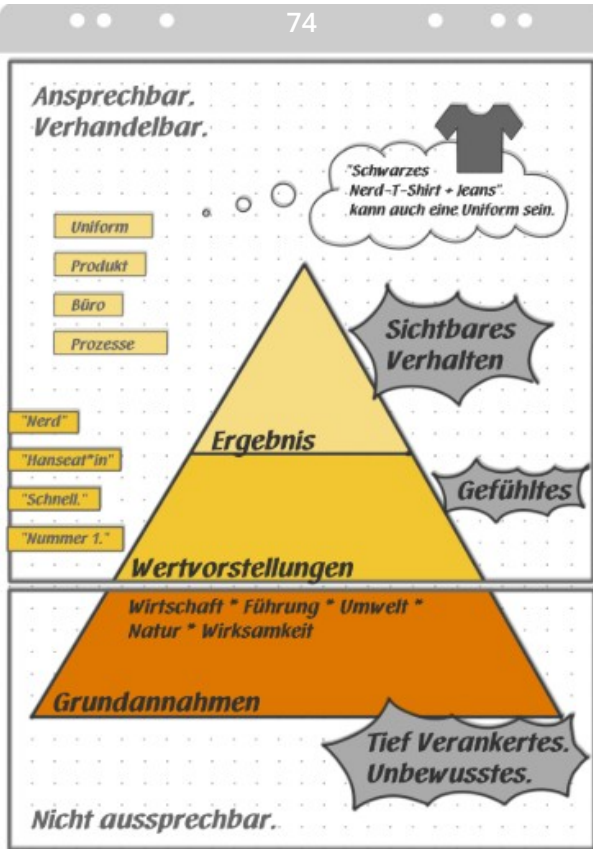 74
Ansprechbar.
Verhandelbar.
"Schwarzes
Nerd-T-Shirt + Jeans"
kann auch eine Uniform sein.
Uniform
Produkt
Büro
Prozesse
Sichtbares
Verhalten
"Nerd"
"Hanseat*in"
"Schnell."
"Nummer 1."
Ergebnis
Gefühltes
Wertvorstellungen
Wirtschaft * Führung * Umwelt *
Natur * Wirksamkeit
Grundannahmen
Tief Verankertes.
Unbewusstes.
Nicht aussprechbar.